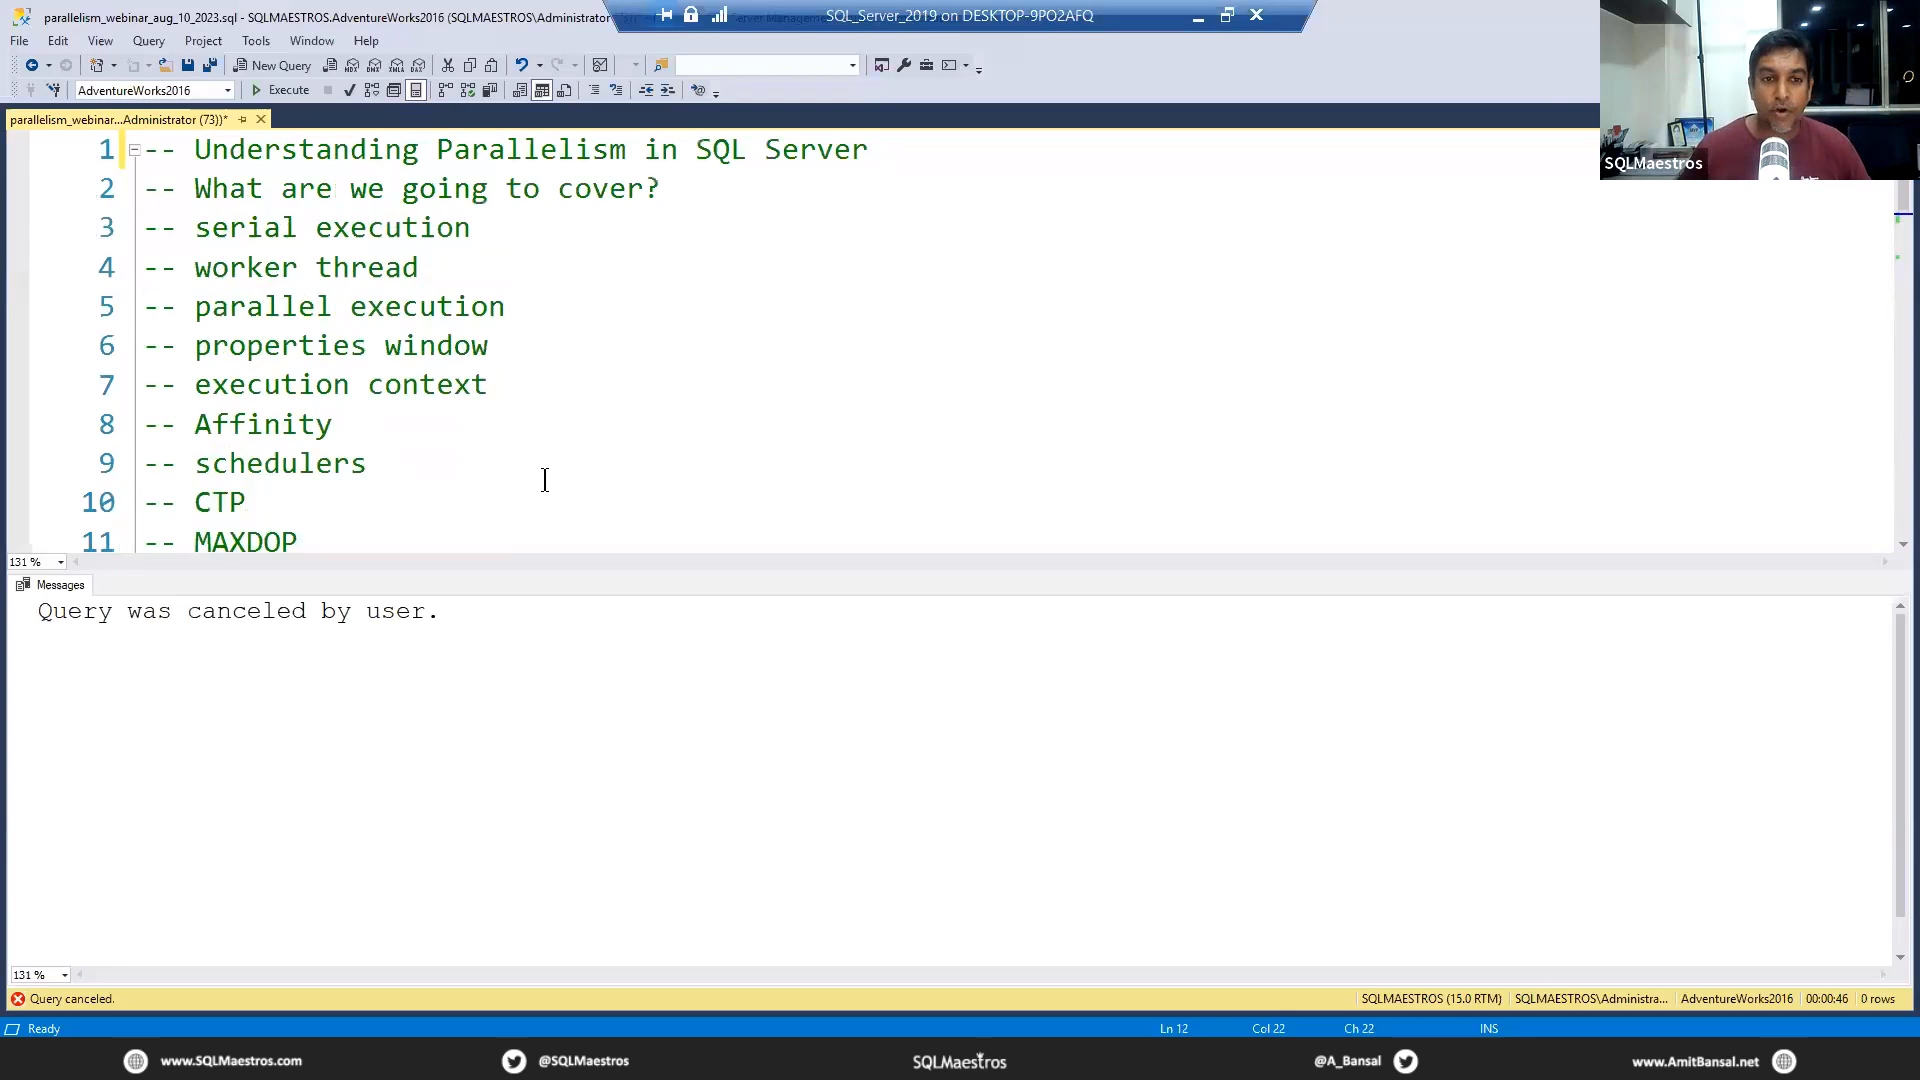 parallelism_webinar_aug_10_2023.sql - SQLMAESTROS.AdventureWorks2016 (SQLMAESTROS\Administrator
SQL_Server_2019 on DESKTOP-9PO2AFQ
File Edit View Query Project Tools Window Help
New Query
AdventureWorks2016 Execute
parallelism_webinar...Administrator (73))*
1 -- Understanding Parallelism in SQL Server
2 -- What are we going to cover?
3 -- serial execution
4 -- worker thread
5 -- parallel execution
6 -- properties window
7 -- execution context
8 -- Affinity
9 -- schedulers
10 -- CTP
11 -- MAXDOP
SQLMaestros
131 %
Messages
Query was canceled by user.
131 %
Query canceled. SQLMAESTROS (15.0 RTM) SQLMAESTROS\Administra... AdventureWorks2016 00:00:46 0 rows
Ready Ln 12 Col 22 Ch 22 INS
www.SQLMaestros.com @SQLMaestros SQLMaestros @A_Bansal www.AmitBansal.net